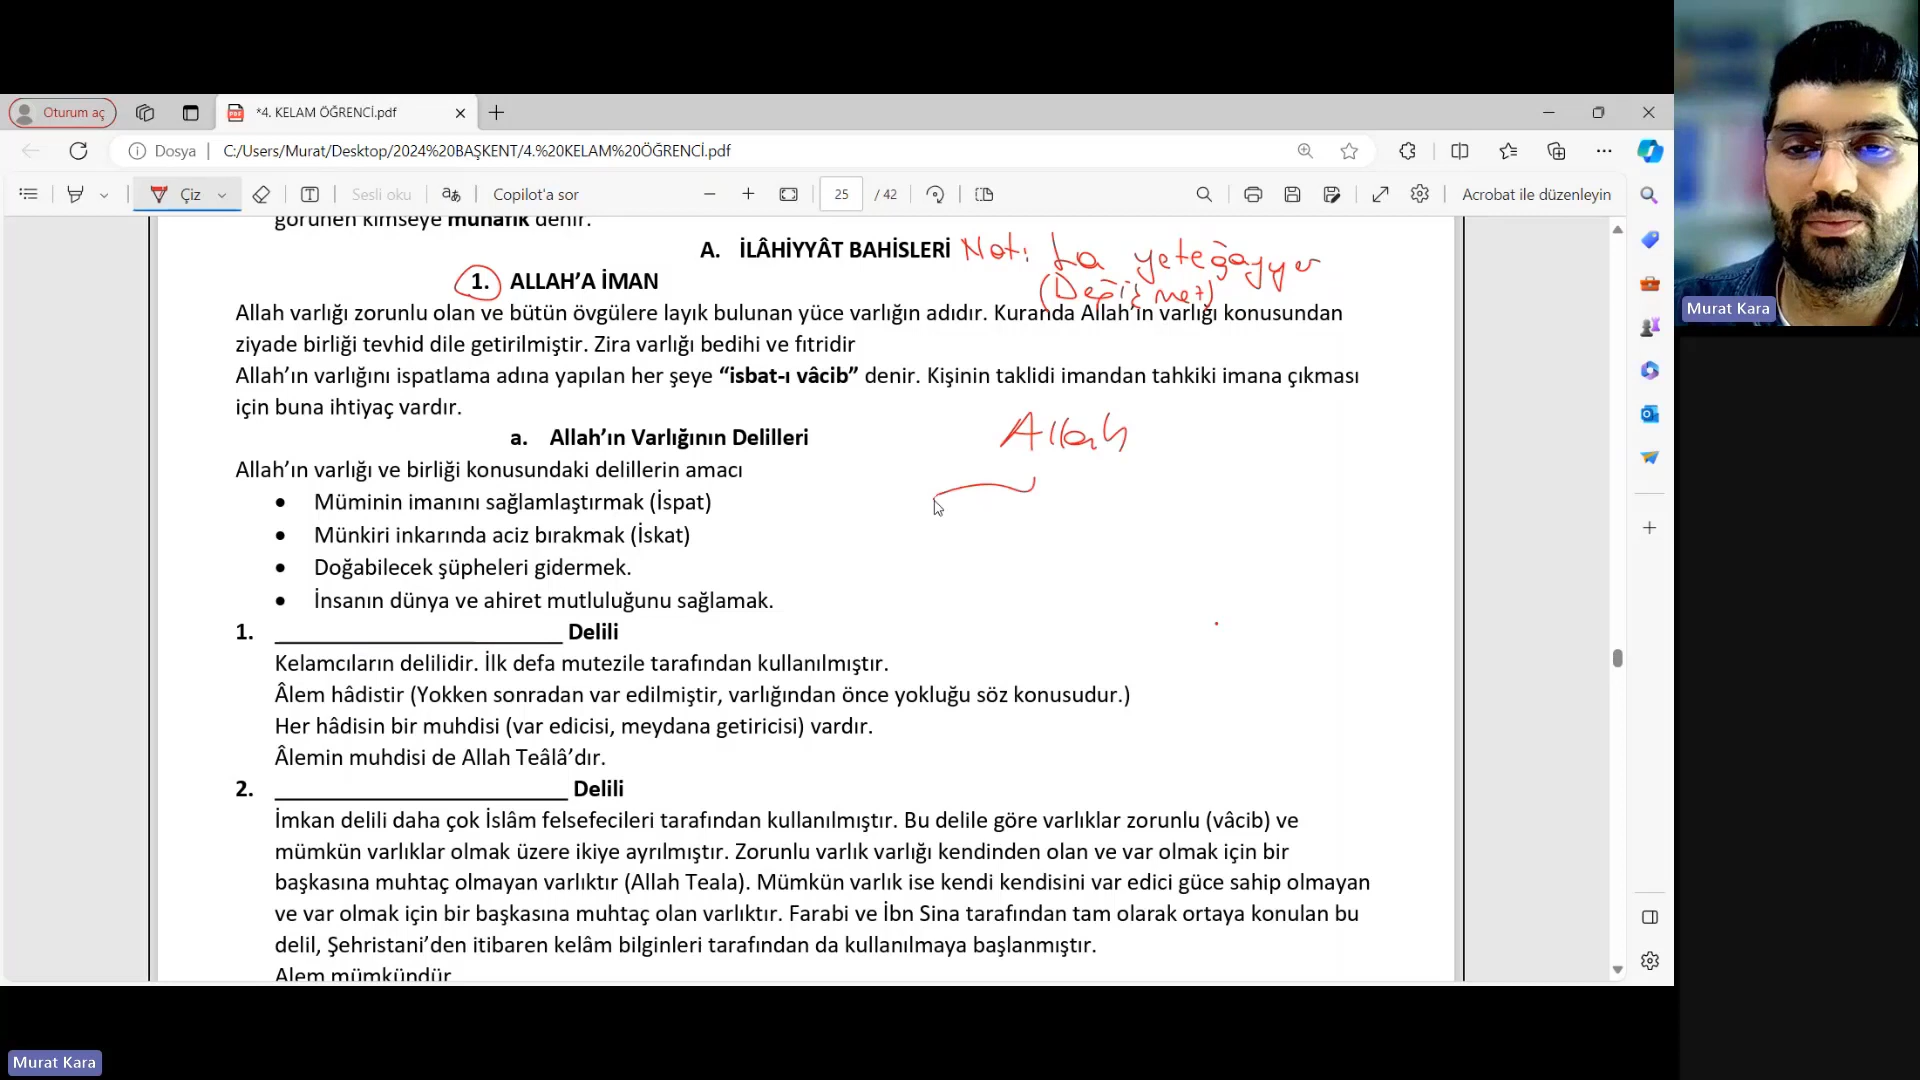 Oturum aç
*4. KELAM ÖĞRENCİ.pdf
Dosya | C:/Users/Murat/Desktop/2024%20BAŞKENT/4.%20KELAM%20ÖĞRENCİ.pdf
Çiz
Sesli oku
aあ
Copilot'a sor
25 / 42
Acrobat ile düzenleyin
görünen kimseye münafık denir.
A. İLÂHİYYÂT BAHİSLERİ Not: La yeteğayyer
(Değişmez)
1. ALLAH'A İMAN
Allah varlığı zorunlu olan ve bütün övgülere layık bulunan yüce varlığın adıdır. Kuranda Allah'ın varlığı konusundan
ziyade birliği tevhid dile getirilmiştir. Zira varlığı bedihi ve fıtridir
Allah'ın varlığını ispatlama adına yapılan her şeye “isbat-ı vâcib” denir. Kişinin taklidi imandan tahkiki imana çıkması
için buna ihtiyaç vardır.
Allah
a. Allah'ın Varlığının Delilleri
Allah'ın varlığı ve birliği konusundaki delillerin amacı
• Müminin imanını sağlamlaştırmak (İspat)
• Münkiri inkarında aciz bırakmak (İskat)
• Doğabilecek şüpheleri gidermek.
• İnsanın dünya ve ahiret mutluluğunu sağlamak.
1. ________________________ Delili
Kelamcıların delilidir. İlk defa mutezile tarafından kullanılmıştır.
Âlem hâdistir (Yokken sonradan var edilmiştir, varlığından önce yokluğu söz konusudur.)
Her hâdisin bir muhdisi (var edicisi, meydana getiricisi) vardır.
Âlemin muhdisi de Allah Teâlâ'dır.
2. ________________________ Delili
İmkan delili daha çok İslâm felsefecileri tarafından kullanılmıştır. Bu delile göre varlıklar zorunlu (vâcib) ve
mümkün varlıklar olmak üzere ikiye ayrılmıştır. Zorunlu varlık varlığı kendinden olan ve var olmak için bir
başkasına muhtaç olmayan varlıktır (Allah Teala). Mümkün varlık ise kendi kendisini var edici güce sahip olmayan
ve var olmak için bir başkasına muhtaç olan varlıktır. Farabi ve İbn Sina tarafından tam olarak ortaya konulan bu
delil, Şehristani'den itibaren kelâm bilginleri tarafından da kullanılmaya başlanmıştır.
Alem mümkündür
Murat Kara
Murat Kara